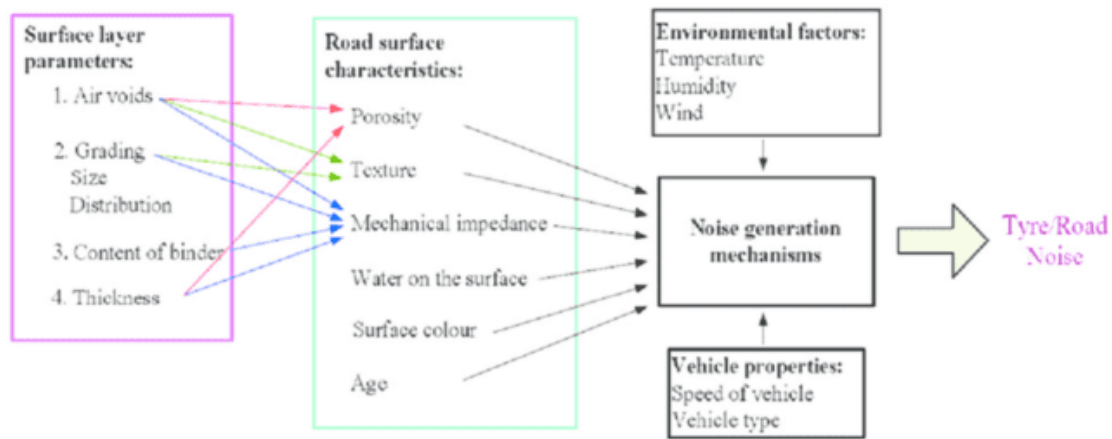 Surface layer
parameters:
1. Air voids
2. Grading
Size
Distribution
3. Content of binder
4. Thickness
Road surface
characteristics:
Porosity
Texture
Mechanical impedance
Water on the surface
Surface colour
Age
Environmental factors:
Temperature
Humidity
Wind
Noise generation
mechanisms
Vehicle properties:
Speed of vehicle
Vehicle type
Tyre/Road
Noise